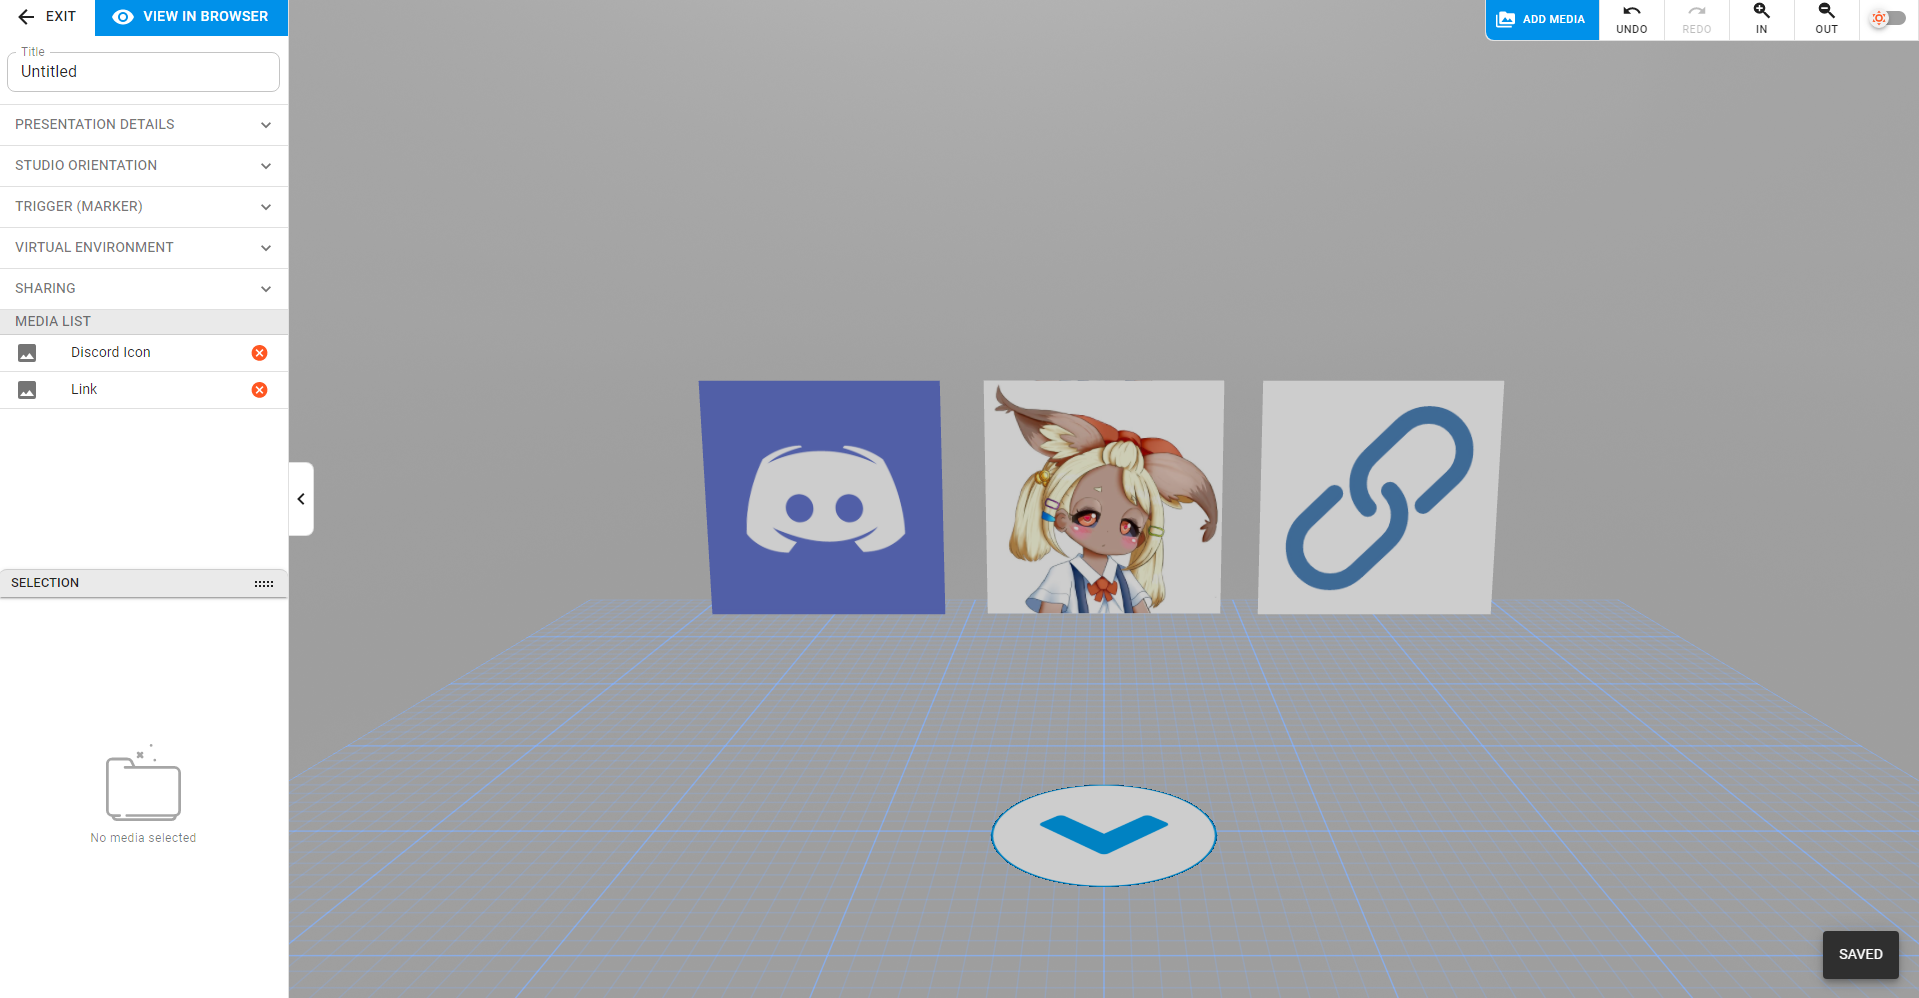 EXIT
VIEW IN BROWSER
ADD MEDIA
UNDO
REDO
IN
OUT
Title
Untitled
PRESENTATION DETAILS
STUDIO ORIENTATION
TRIGGER (MARKER)
VIRTUAL ENVIRONMENT
SHARING
MEDIA LIST
Discord Icon
Link
SELECTION
No media selected
SAVED